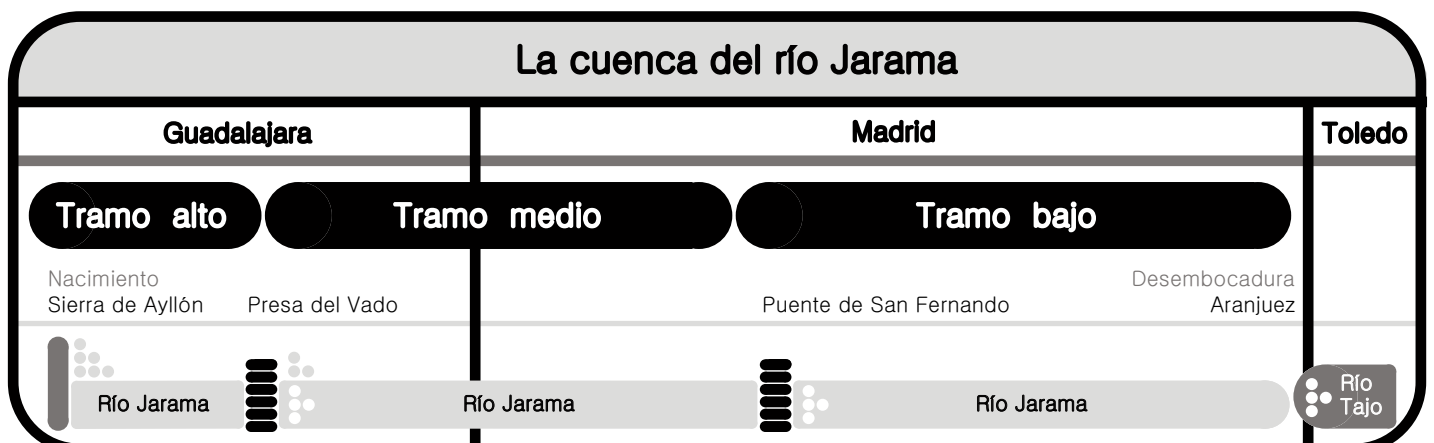 La cuenca del río Jarama
Guadalajara
Madrid
Toledo
Tramo alto
Tramo medio
Tramo bajo
Nacimiento
Sierra de Ayllón
Presa del Vado
Puente de San Fernando
Desembocadura
Aranjuez
Río Jarama
Río Jarama
Río Jarama
Río
Tajo